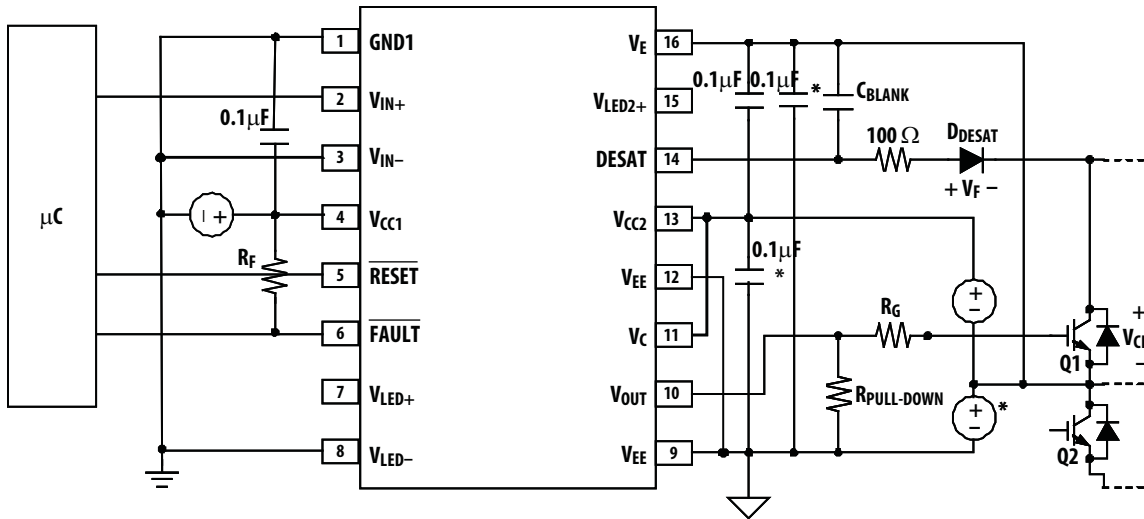 μC
1 GND1
2 VIN+
3 VIN–
4 VCC1
5 RESET
6 FAULT
7 VLED+
8 VLED–
0.1μF
– +
RF
VE 16
VLED2+ 15
DESAT 14
VCC2 13
VEE 12
VC 11
VOUT 10
VEE 9
0.1μF 0.1μF
*
CBLANK
100 Ω
DDESAT
+ VF –
0.1μF
*
RG
RPULL-DOWN
+
–
+
–
*
Q1
Q2
+
VCE
–